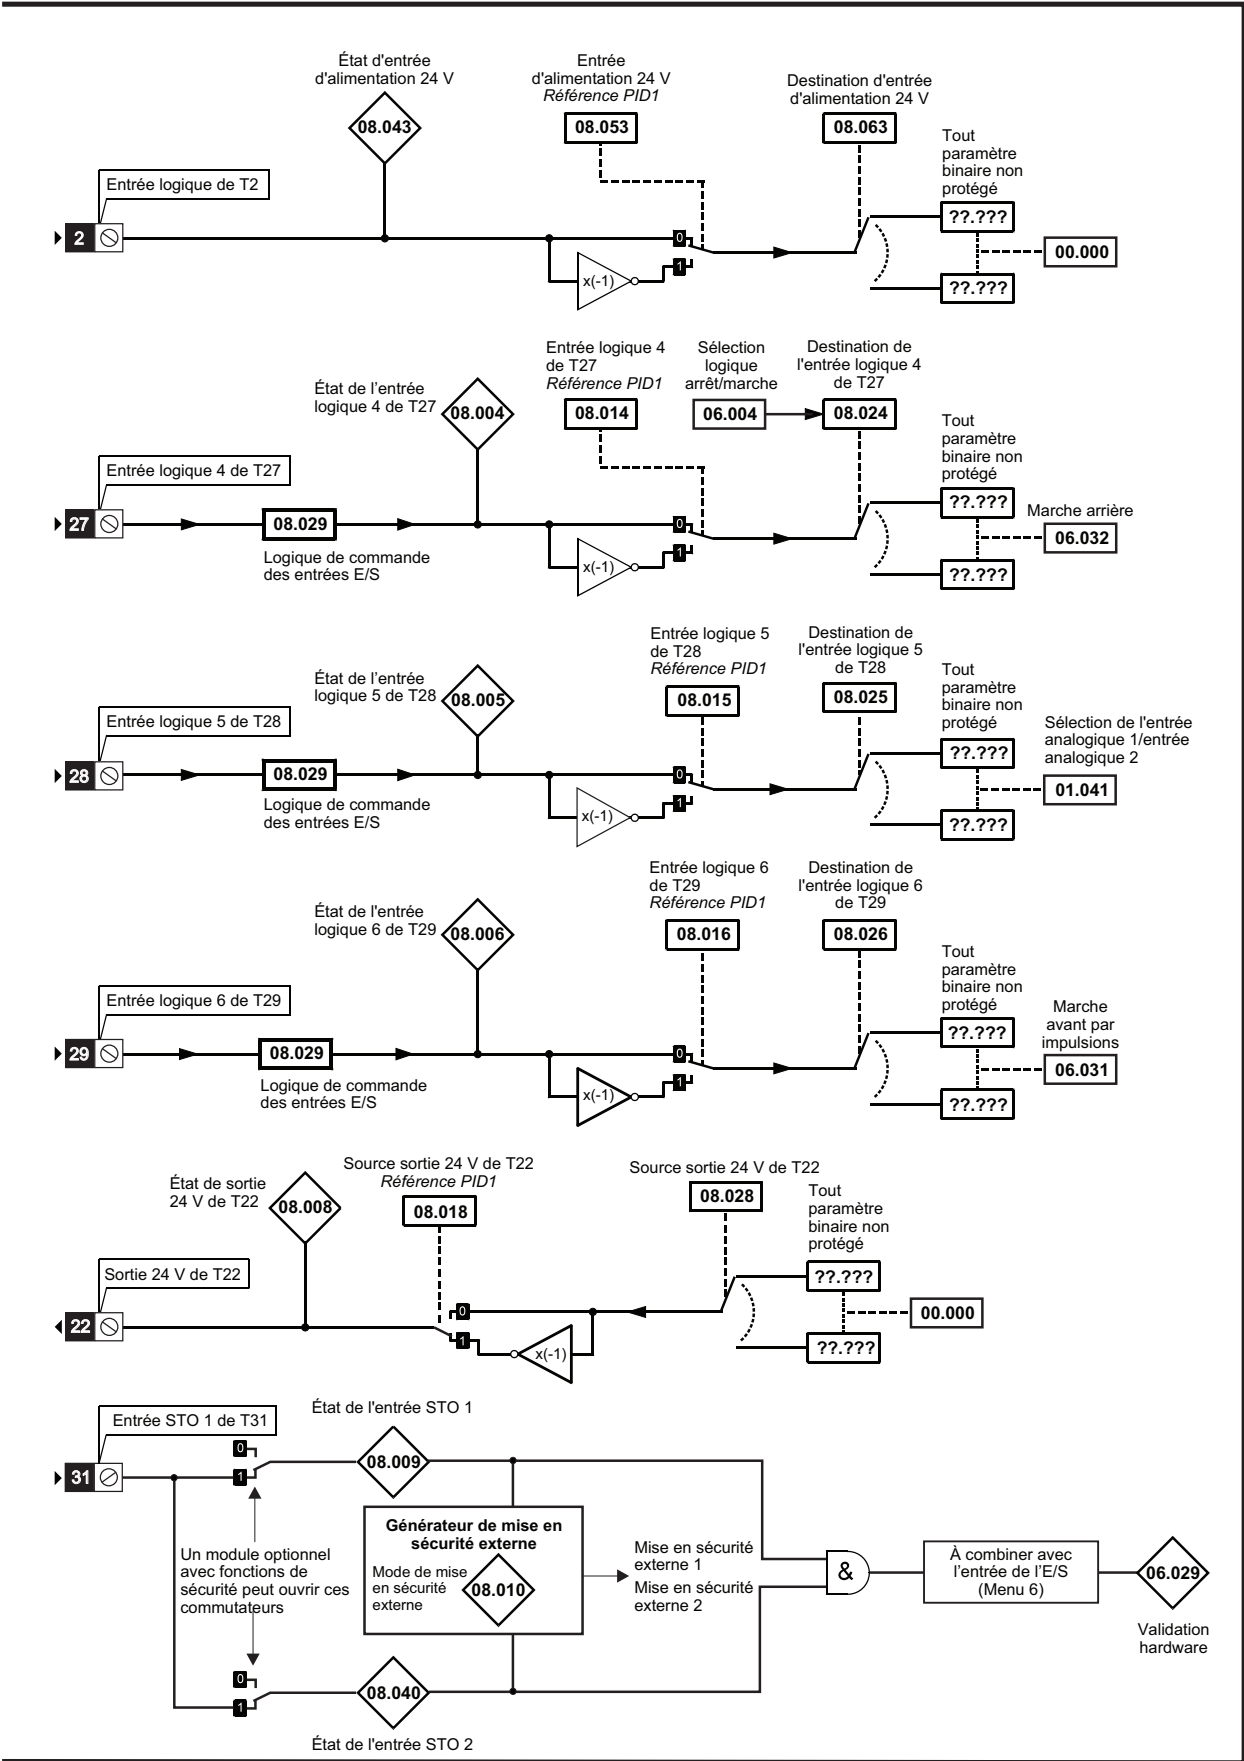 État d'entrée
d'alimentation 24 V
08.043
Entrée
d'alimentation 24 V
Référence PID1
08.053
Destination d'entrée
d'alimentation 24 V
08.063
Tout
paramètre
binaire non
protégé
??.???
??.???
00.000
Entrée logique de T2
2
0
1
x(-1)
Entrée logique 4
de T27
Référence PID1
08.014
Sélection
logique
arrêt/marche
06.004
Destination de
l'entrée logique 4
de T27
08.024
État de l'entrée
logique 4 de T27
08.004
Tout
paramètre
binaire non
protégé
??.???
??.???
Marche arrière
06.032
Entrée logique 4 de T27
27
08.029
Logique de commande
des entrées E/S
0
1
x(-1)
Entrée logique 5
de T28
Référence PID1
08.015
Destination de
l'entrée logique 5
de T28
08.025
État de l'entrée
logique 5 de T28
08.005
Tout
paramètre
binaire non
protégé
??.???
??.???
Sélection de l'entrée
analogique 1/entrée
analogique 2
01.041
Entrée logique 5 de T28
28
08.029
Logique de commande
des entrées E/S
0
1
x(-1)
Entrée logique 6
de T29
Référence PID1
08.016
Destination de
l'entrée logique 6
de T29
08.026
État de l'entrée
logique 6 de T29
08.006
Tout
paramètre
binaire non
protégé
??.???
??.???
Marche
avant par
impulsions
06.031
Entrée logique 6 de T29
29
08.029
Logique de commande
des entrées E/S
0
1
x(-1)
État de sortie
24 V de T22
08.008
Source sortie 24 V de T22
Référence PID1
08.018
Source sortie 24 V de T22
08.028
Tout
paramètre
binaire non
protégé
??.???
??.???
00.000
Sortie 24 V de T22
22
0
1
x(-1)
État de l'entrée STO 1
Entrée STO 1 de T31
31
0
1
08.009
Un module optionnel
avec fonctions de
sécurité peut ouvrir ces
commutateurs
Générateur de mise en
sécurité externe
Mode de mise
en sécurité
externe
08.010
Mise en sécurité
externe 1
Mise en sécurité
externe 2
&
À combiner avec
l'entrée de l'E/S
(Menu 6)
06.029
Validation
hardware
0
1
08.040
État de l'entrée STO 2